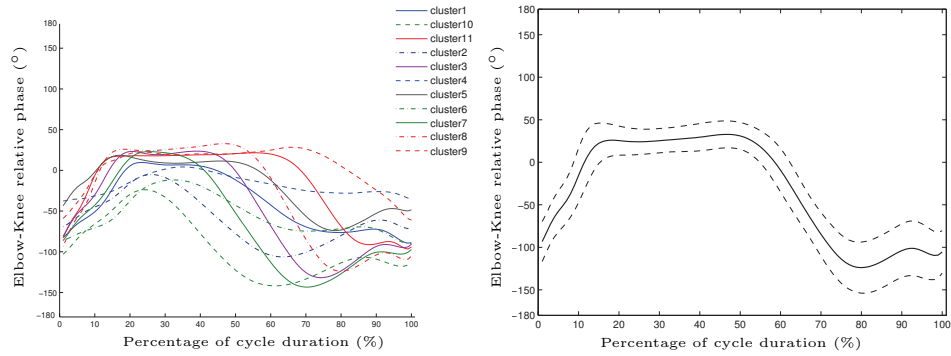 Elbow-Knee relative phase (°)
180
150
100
50
0
−50
−100
−150
−180
0 10 20 30 40 50 60 70 80 90 100
Percentage of cycle duration (%)
cluster1
cluster10
cluster11
cluster2
cluster3
cluster4
cluster5
cluster6
cluster7
cluster8
cluster9
Elbow-Knee relative phase (°)
180
150
100
50
0
−50
−100
−150
−180
0 10 20 30 40 50 60 70 80 90 100
Percentage of cycle duration (%)